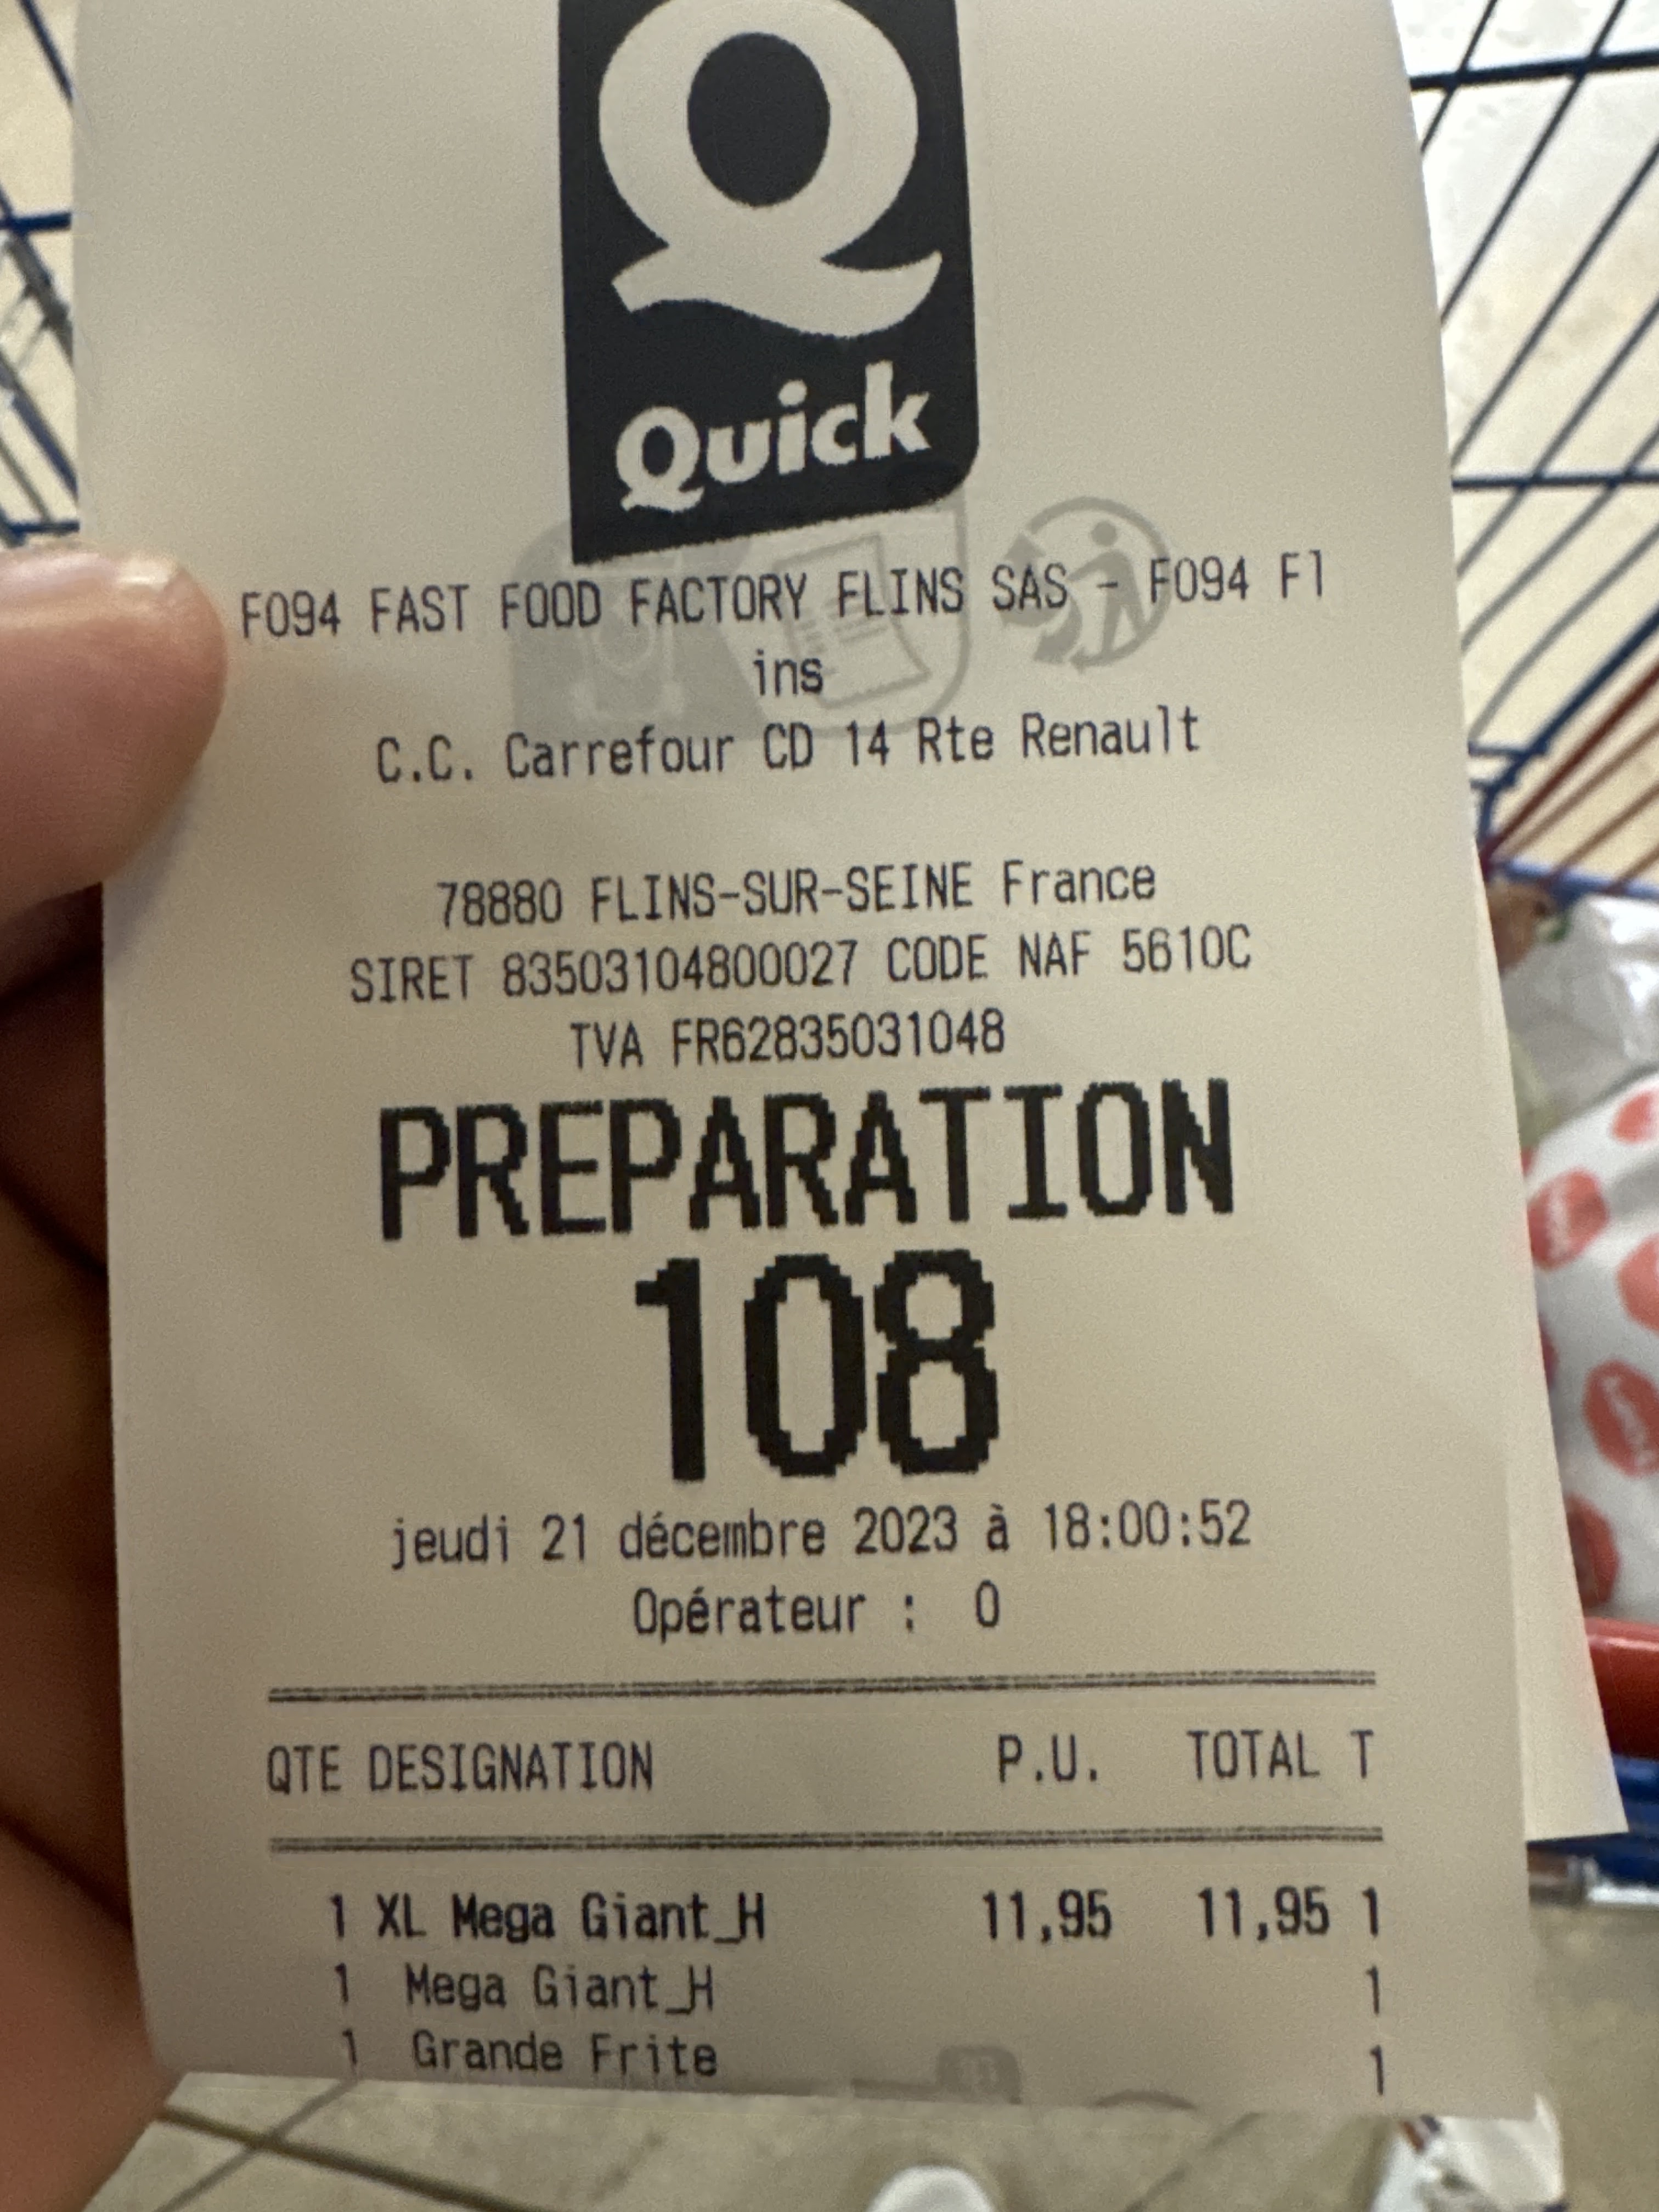 Quick
F094 FAST FOOD FACTORY FLINS SAS - F094 Fl
ins
C.C. Carrefour CD 14 Rte Renault
78880 FLINS-SUR-SEINE France
SIRET 83503104800027 CODE NAF 5610C
TVA FR62835031048
PREPARATION
108
jeudi 21 décembre 2023 à 18:00:52
Opérateur : 0
QTE DESIGNATION P.U. TOTAL T
1 XL Mega Giant_H 11,95 11,95 1
1 Mega Giant_H 1
1 Grande Frite 1